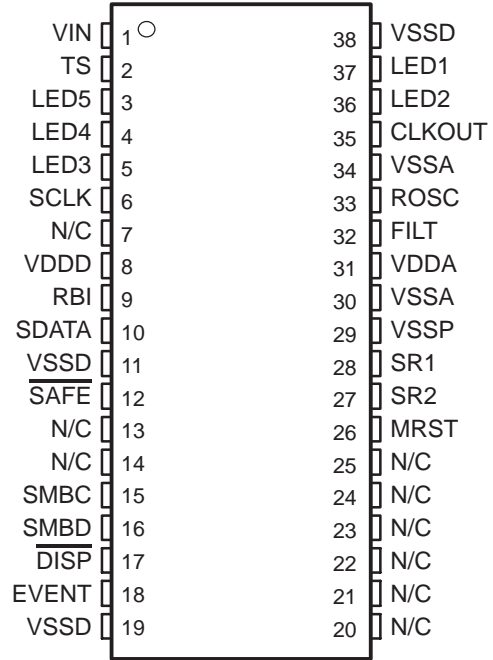 VIN 1 38 VSSD
TS 2 37 LED1
LED5 3 36 LED2
LED4 4 35 CLKOUT
LED3 5 34 VSSA
SCLK 6 33 ROSC
N/C 7 32 FILT
VDDD 8 31 VDDA
RBI 9 30 VSSA
SDATA 10 29 VSSP
VSSD 11 28 SR1
SAFE 12 27 SR2
N/C 13 26 MRST
N/C 14 25 N/C
SMBC 15 24 N/C
SMBD 16 23 N/C
DISP 17 22 N/C
EVENT 18 21 N/C
VSSD 19 20 N/C